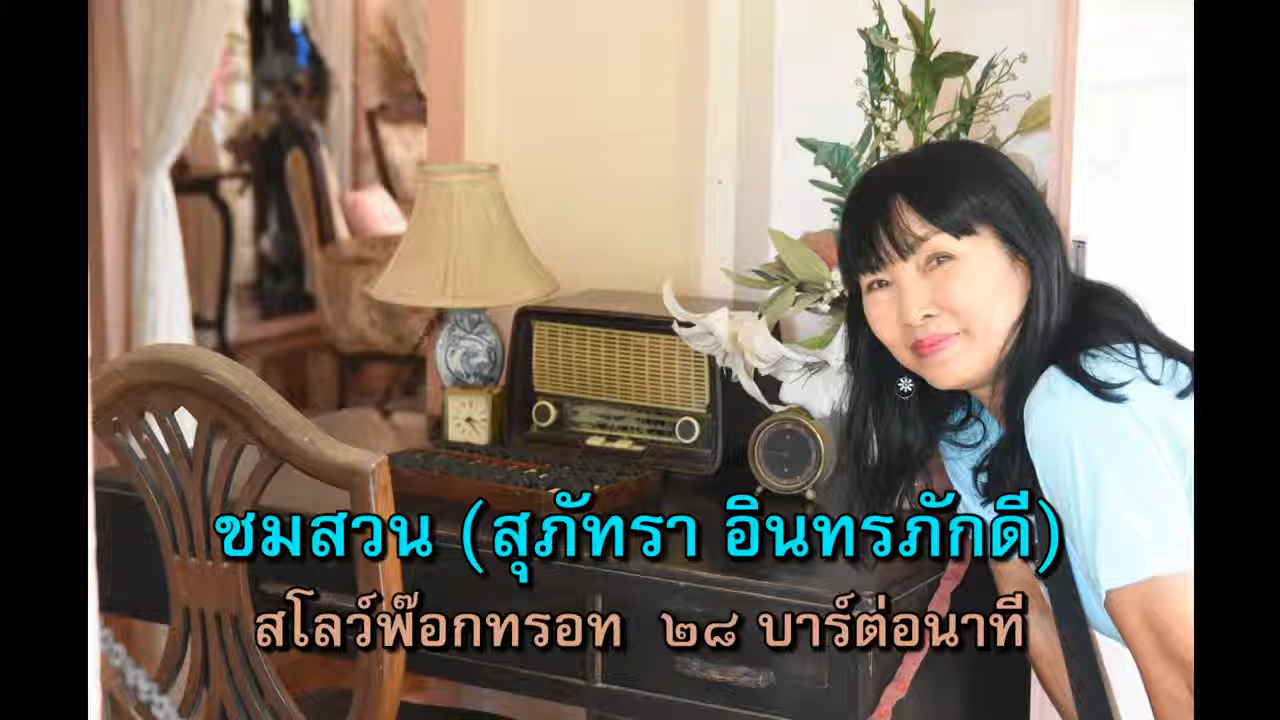 ชมสวน (สุภัทรา อินทรภักดี)
สโลว์ฟ๊อกทรอท ๒๘ บาร์ต่อนาที